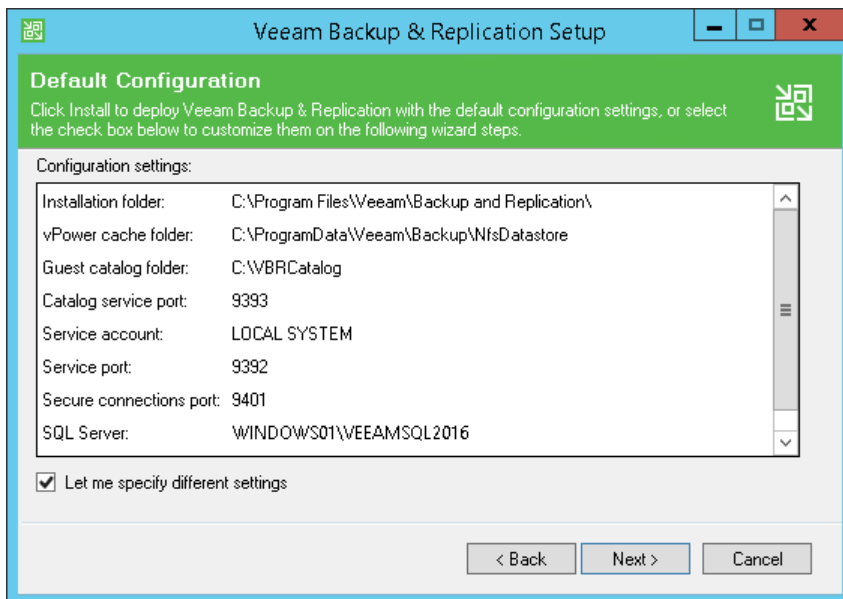 Veeam Backup & Replication Setup
Default Configuration
Click Install to deploy Veeam Backup & Replication with the default configuration settings, or select
the check box below to customize them on the following wizard steps.
Configuration settings:
Installation folder: C:\Program Files\Veeam\Backup and Replication\
vPower cache folder: C:\ProgramData\Veeam\Backup\NfsDatastore
Guest catalog folder: C:\VBRCatalog
Catalog service port: 9393
Service account: LOCAL SYSTEM
Service port: 9392
Secure connections port: 9401
SQL Server: WINDOWS01\VEEAMSQL2016
Let me specify different settings
< Back Next > Cancel